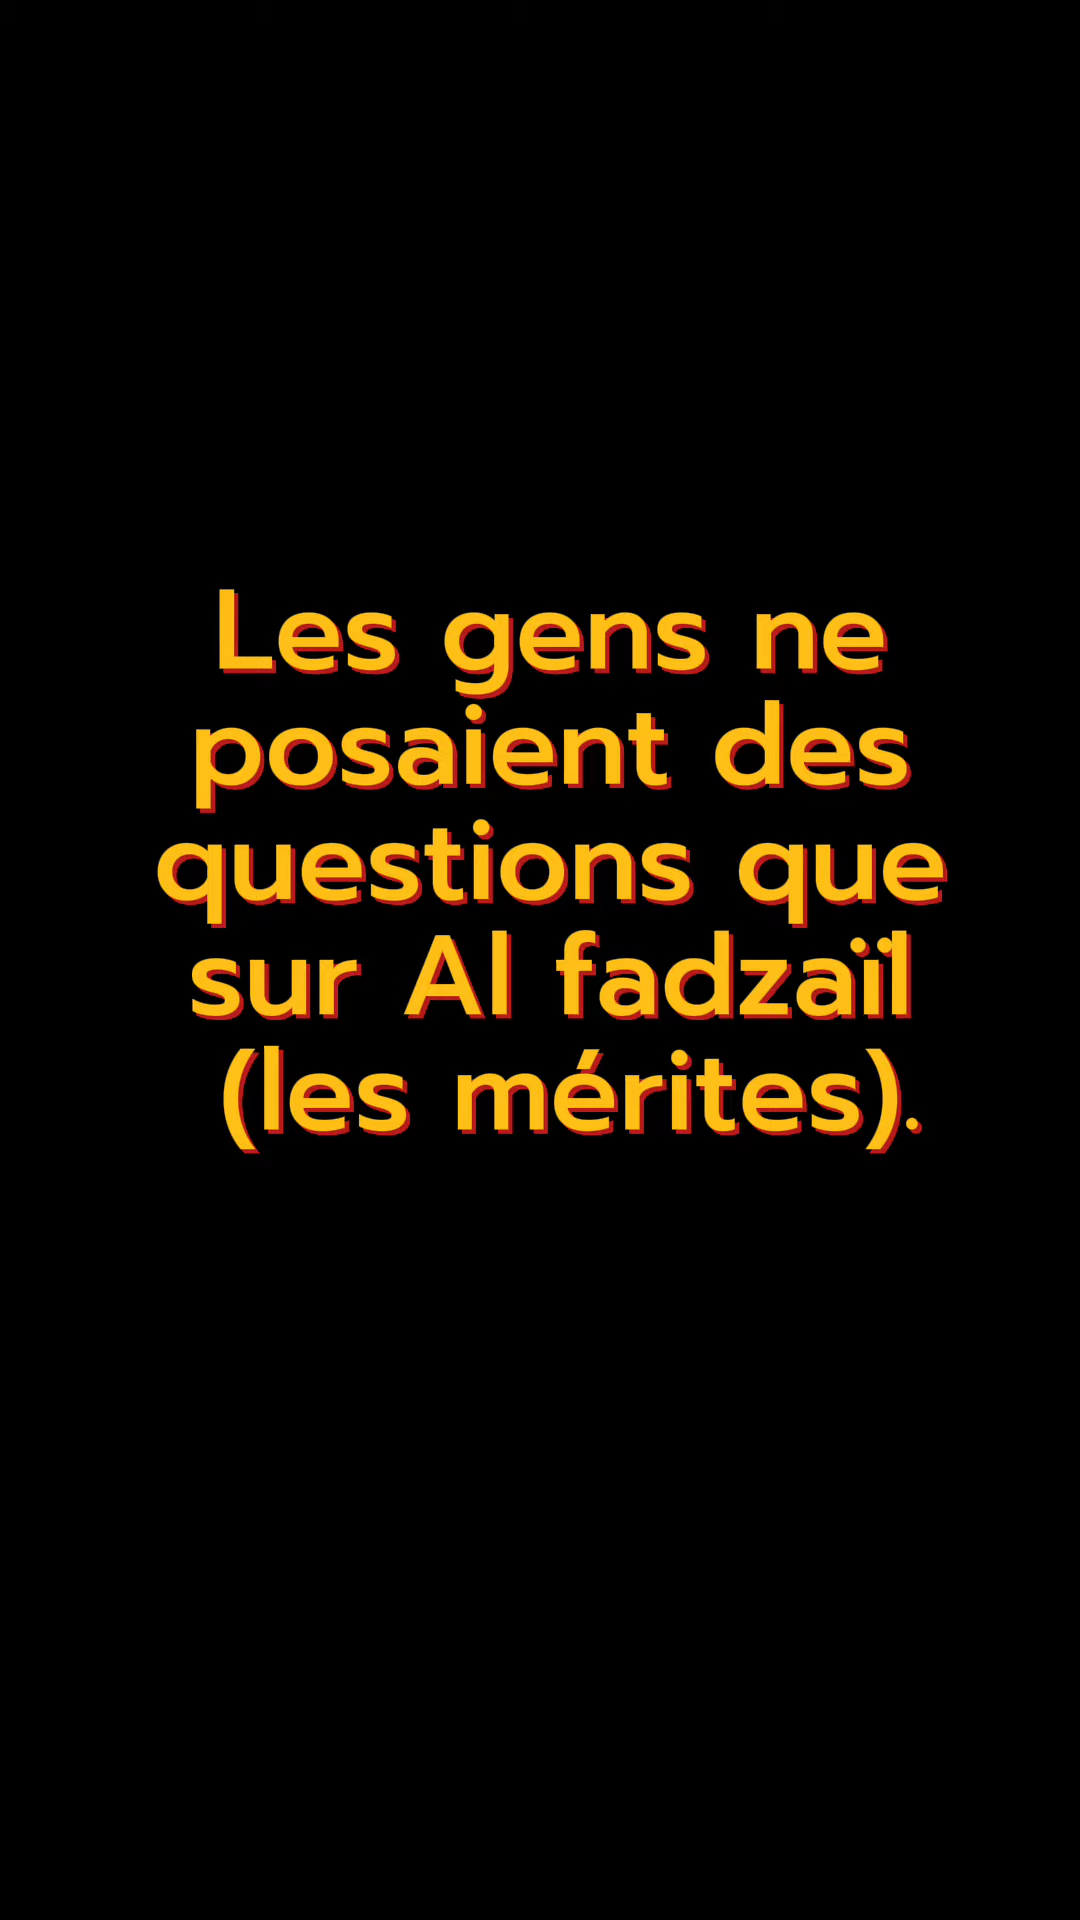 Les gens ne
posaient des
questions que
sur Al fadzaïl
(les mérites).